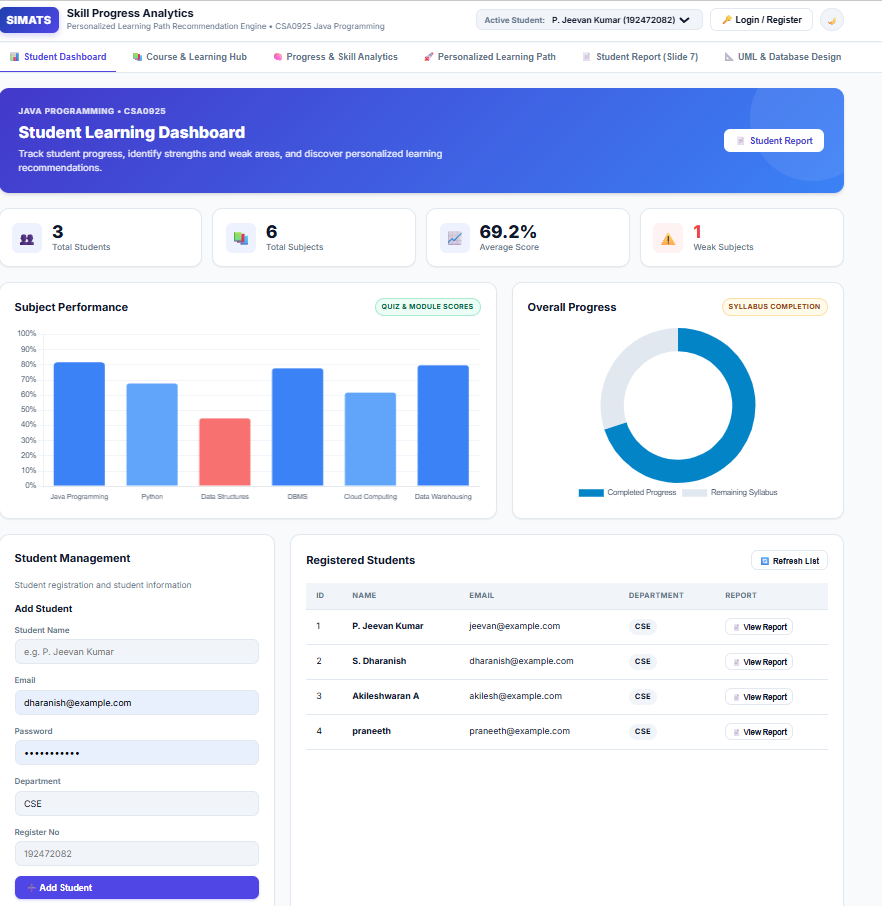 SIMATS
Skill Progress Analytics
Personalized Learning Path Recommendation Engine • CSA0925 Java Programming
Active Student: P. Jeevan Kumar (192472082)
Login / Register
Student Dashboard
Course & Learning Hub
Progress & Skill Analytics
Personalized Learning Path
Student Report (Slide 7)
UML & Database Design
JAVA PROGRAMMING • CSA0925
Student Learning Dashboard
Track student progress, identify strengths and weak areas, and discover personalized learning
recommendations.
Student Report
3
Total Students
6
Total Subjects
69.2%
Average Score
1
Weak Subjects
Subject Performance
QUIZ & MODULE SCORES
100%
90%
80%
70%
60%
50%
40%
30%
20%
10%
0%
Java Programming
Python
Data Structures
DBMS
Cloud Computing
Data Warehousing
Overall Progress
SYLLABUS COMPLETION
Completed Progress
Remaining Syllabus
Student Management
Student registration and student information
Add Student
Student Name
e.g. P. Jeevan Kumar
Email
dharanish@example.com
Password
•••••••••••
Department
CSE
Register No
192472082
Add Student
Registered Students
Refresh List
ID NAME EMAIL DEPARTMENT REPORT
1 P. Jeevan Kumar jeevan@example.com CSE View Report
2 S. Dharanish dharanish@example.com CSE View Report
3 Akileshwaran A akilesh@example.com CSE View Report
4 praneeth praneeth@example.com CSE View Report